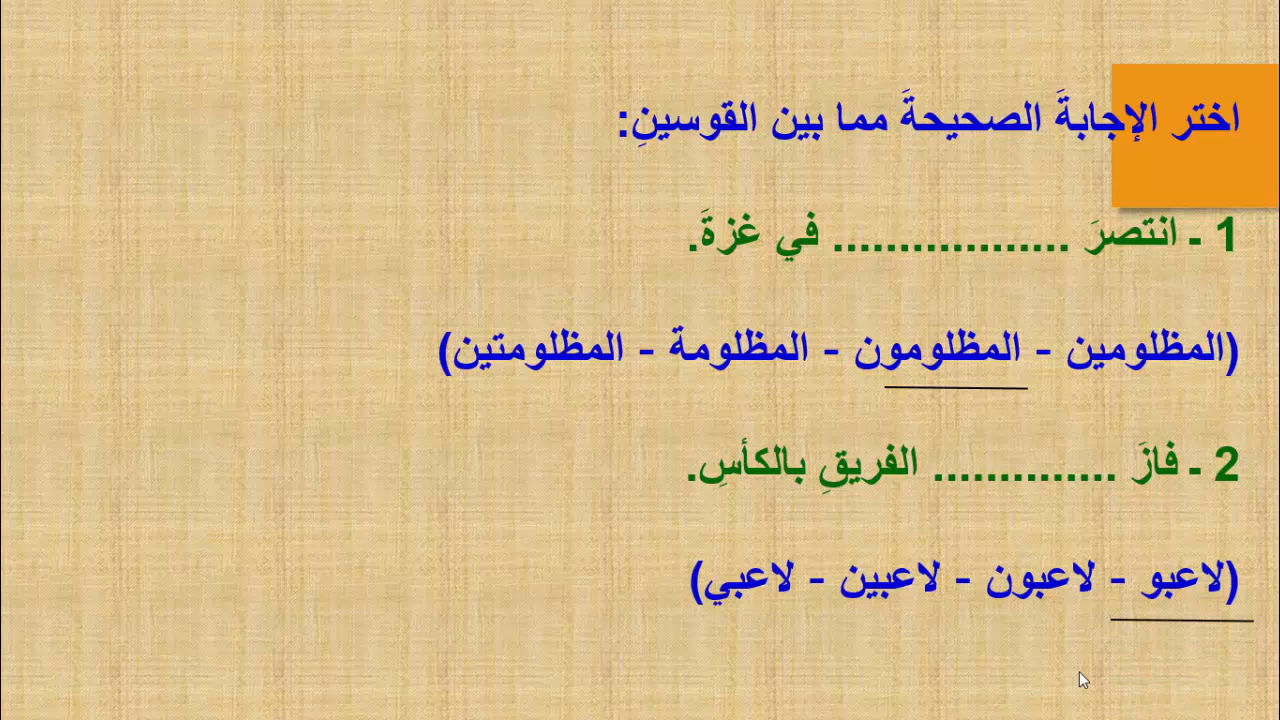 اختر الإجابةَ الصحيحةَ مما بين القوسينِ:
1 - انتصرَ .................. في غزةَ.
(المظلومين - المظلومون - المظلومة - المظلومتين)
2 - فازَ .............. الفريقِ بالكأسِ.
(لاعبو - لاعبون - لاعبين - لاعبي)